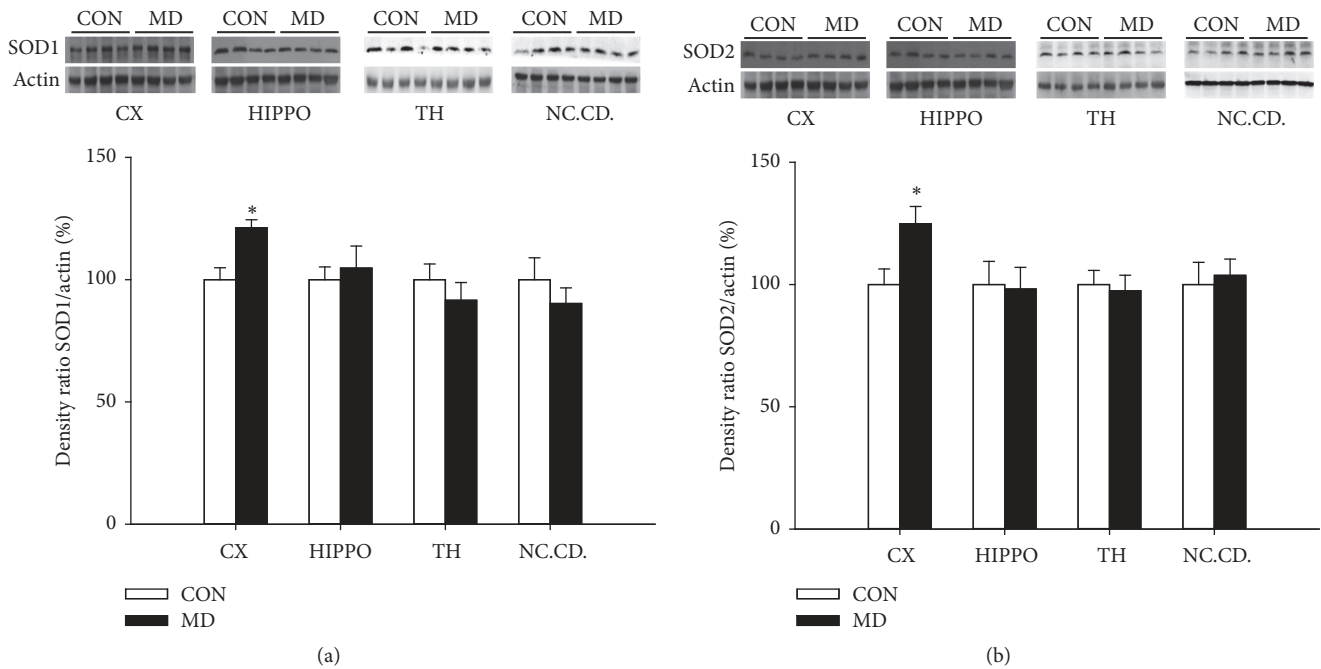 CON MD CON MD CON MD CON MD
SOD1
Actin
CX HIPPO TH NC.CD.
150
100
50
0
Density ratio SOD1/actin (%)
*
CX HIPPO TH NC.CD.
CON
MD
(a)
CON MD CON MD CON MD CON MD
SOD2
Actin
CX HIPPO TH NC.CD.
150
100
50
0
Density ratio SOD2/actin (%)
*
CX HIPPO TH NC.CD.
CON
MD
(b)